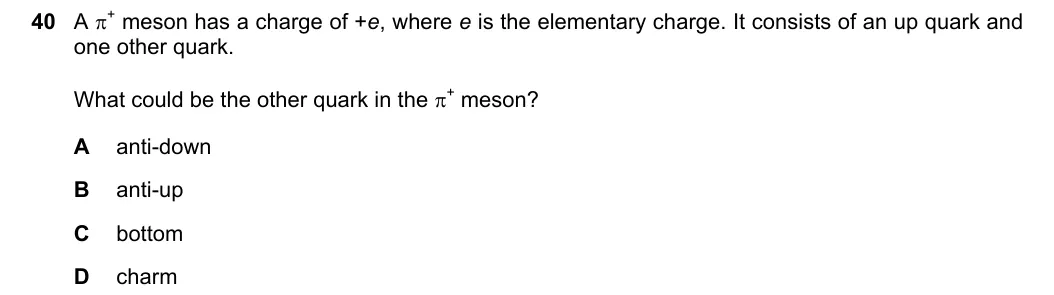 40 A π⁺ meson has a charge of +e, where e is the elementary charge. It consists of an up quark and
one other quark.
What could be the other quark in the π⁺ meson?
A anti-down
B anti-up
C bottom
D charm